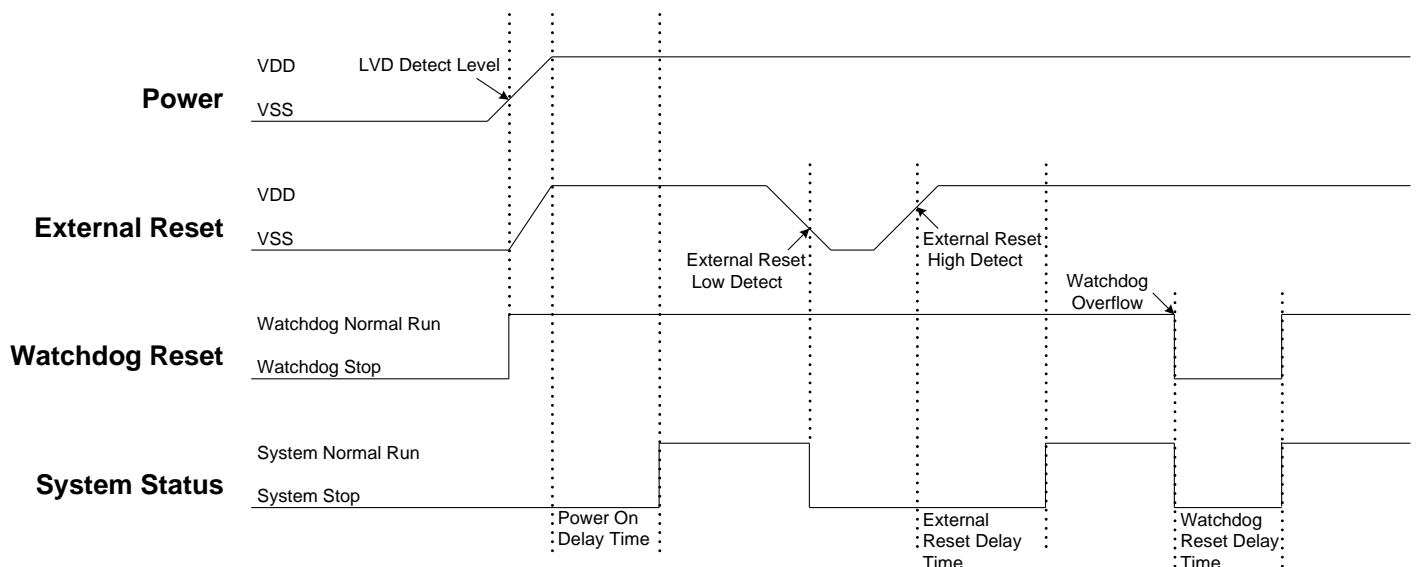 VDD
LVD Detect Level
Power
VSS
VDD
External Reset
VSS
External Reset
Low Detect
External Reset
High Detect
Watchdog
Overflow
Watchdog Normal Run
Watchdog Reset
Watchdog Stop
System Normal Run
System Status
System Stop
Power On
Delay Time
External
Reset Delay
Time
Watchdog
Reset Delay
Time